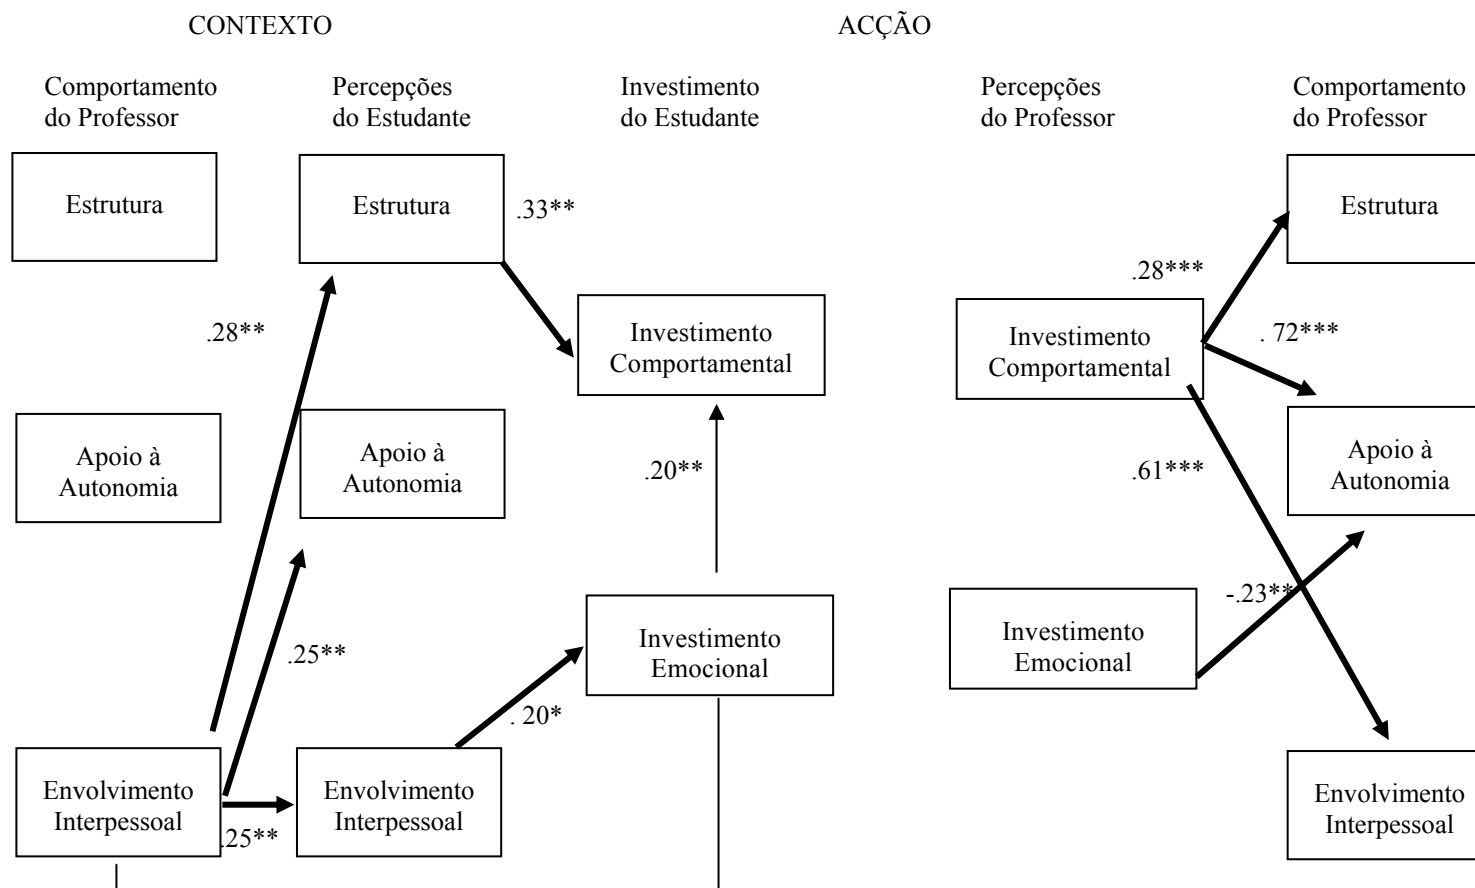 CONTEXTO
ACÇÃO
Comportamento
do Professor
Percepções
do Estudante
Investimento
do Estudante
Percepções
do Professor
Comportamento
do Professor
Estrutura
Estrutura
.33**
Estrutura
.28***
.28**
Investimento
Comportamental
Investimento
Comportamental
. 72***
Apoio à
Autonomia
Apoio à
Autonomia
.20**
.61***
Apoio à
Autonomia
.25**
Investimento
Emocional
Investimento
Emocional
-.23**
. 20*
Envolvimento
Interpessoal
.25**
Envolvimento
Interpessoal
Envolvimento
Interpessoal